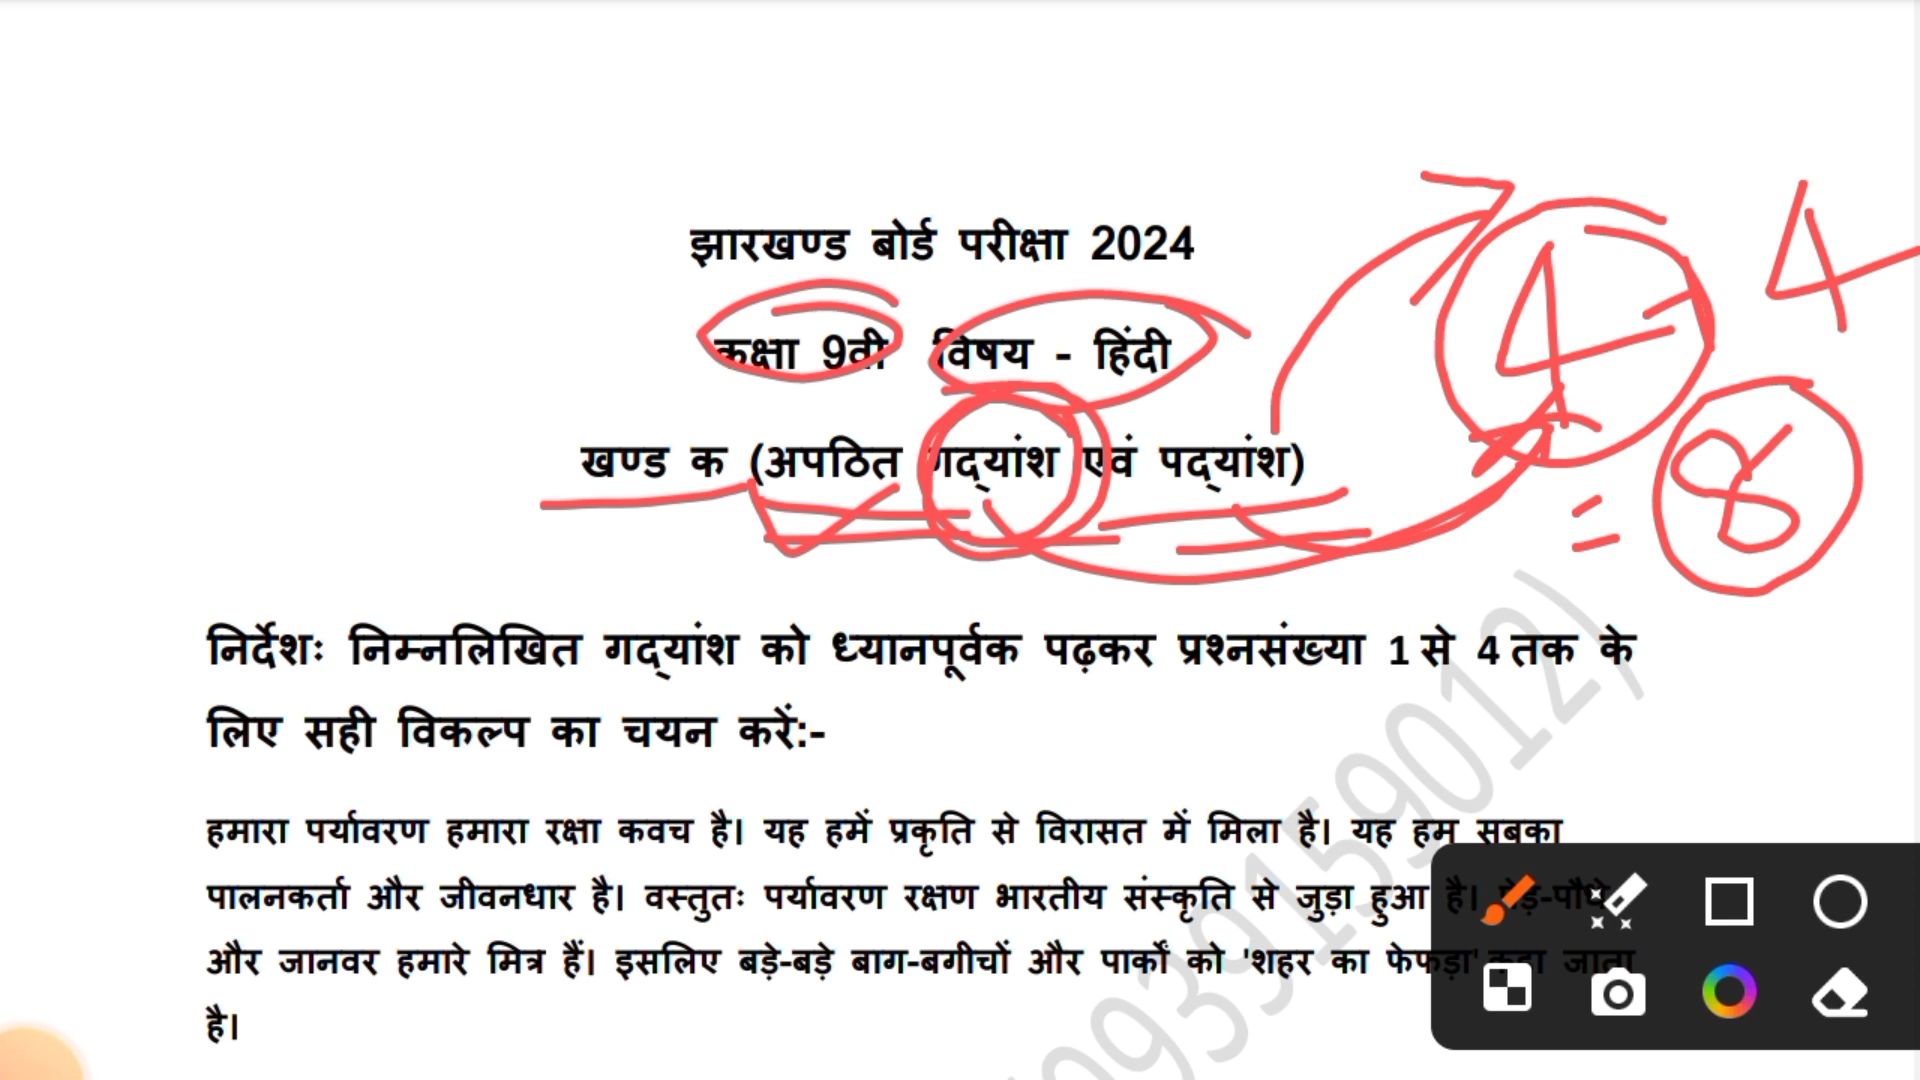 झारखण्ड बोर्ड परीक्षा 2024
कक्षा 9वी विषय - हिंदी
खण्ड क (अपठित गद्यांश एवं पद्यांश)
4 - 4
= 8
निर्देशः निम्नलिखित गद्यांश को ध्यानपूर्वक पढ़कर प्रश्नसंख्या 1 से 4 तक के
लिए सही विकल्प का चयन करें:-
हमारा पर्यावरण हमारा रक्षा कवच है। यह हमें प्रकृति से विरासत में मिला है। यह हम सबका
पालनकर्ता और जीवनधार है। वस्तुतः पर्यावरण रक्षण भारतीय संस्कृति से जुड़ा हुआ है। पेड़-पौधे
और जानवर हमारे मित्र हैं। इसलिए बड़े-बड़े बाग-बगीचों और पार्कों को 'शहर का फेफड़ा' कहा जाता
है।
9939159012)